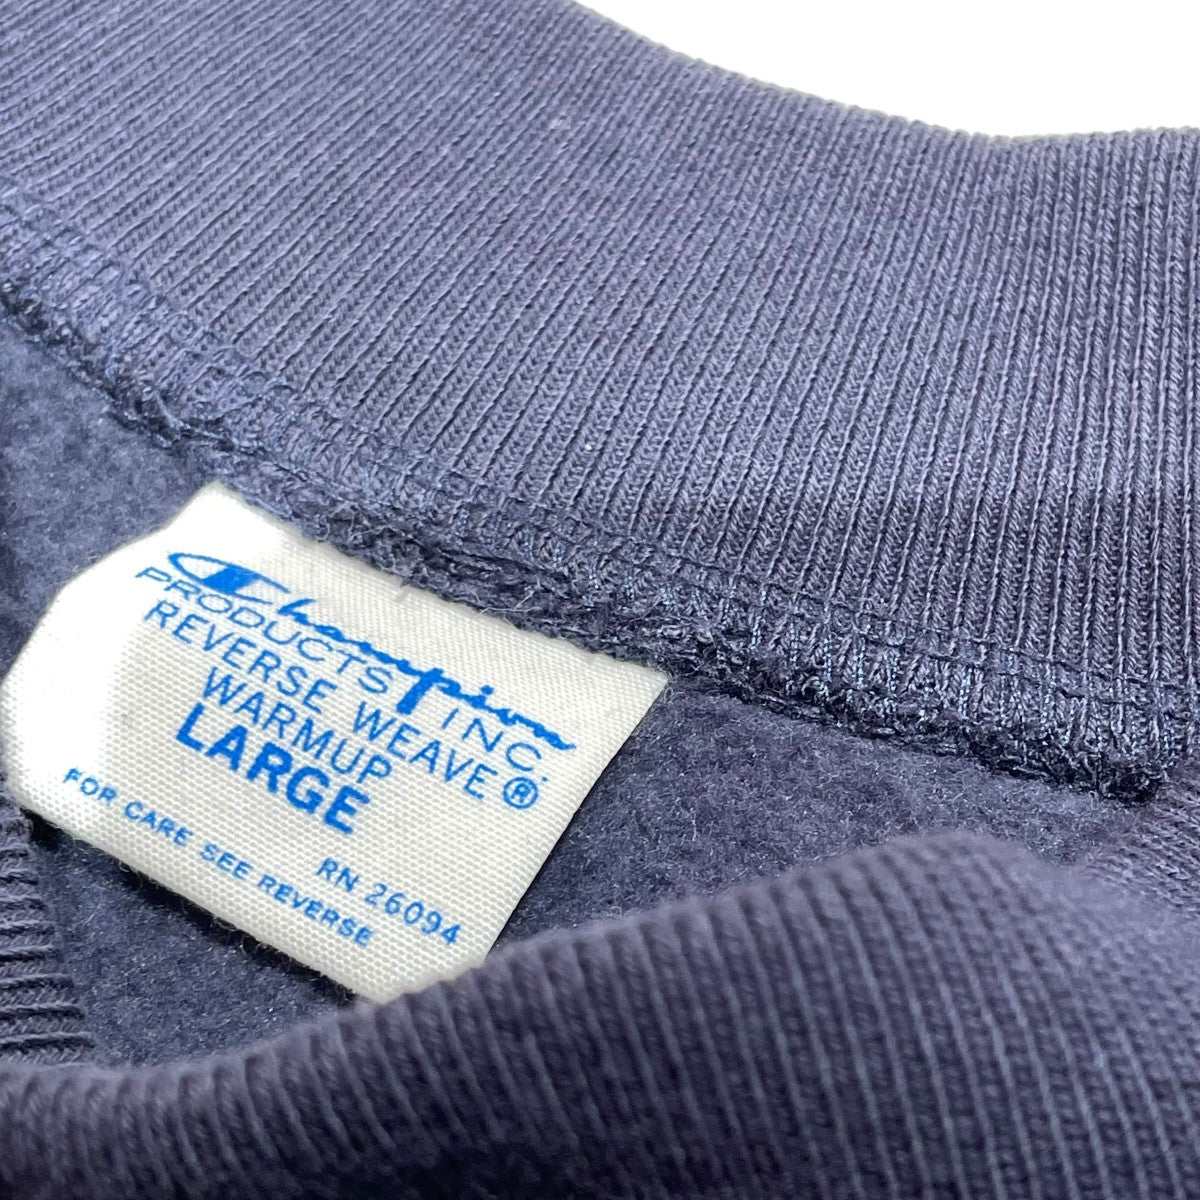 Champion
PRODUCTS INC.
REVERSE WEAVE®
WARMUP
LARGE
RN 26094
FOR CARE SEE REVERSE